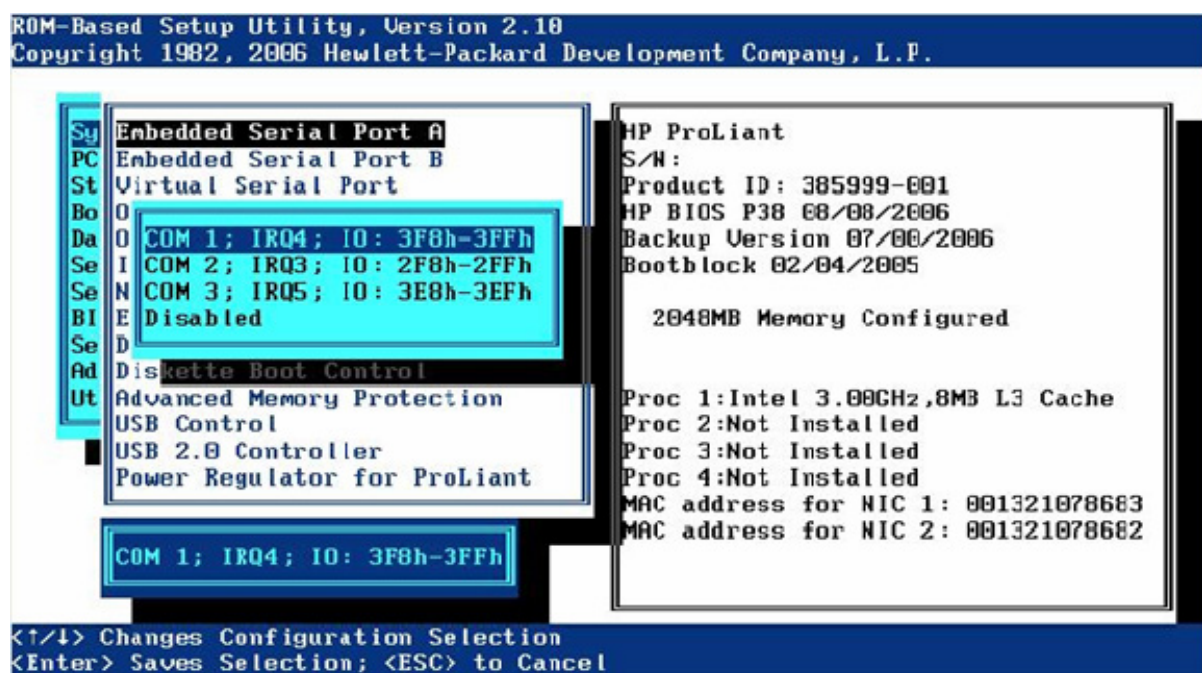 ROM-Based Setup Utility, Version 2.10
Copyright 1982, 2006 Hewlett-Packard Development Company, L.P.
Sy
PC
St
Bo
Da
Se
Se
BI
Se
Ad
Ut
Embedded Serial Port A
Embedded Serial Port B
Virtual Serial Port
O
O
I
N
E
D
Diskette Boot Control
Advanced Memory Protection
USB Control
USB 2.0 Controller
Power Regulator for ProLiant
COM 1; IRQ4; IO: 3F8h-3FFh
COM 2; IRQ3; IO: 2F8h-2FFh
COM 3; IRQ5; IO: 3E8h-3EFh
Disabled
COM 1; IRQ4; IO: 3F8h-3FFh
HP ProLiant
S/N:
Product ID: 385999-001
HP BIOS P38 08/08/2006
Backup Version 07/00/2006
Bootblock 02/04/2005
2048MB Memory Configured
Proc 1:Intel 3.00GHz,8MB L3 Cache
Proc 2:Not Installed
Proc 3:Not Installed
Proc 4:Not Installed
MAC address for NIC 1: 001321078683
MAC address for NIC 2: 001321078682
<↑/↓> Changes Configuration Selection
<Enter> Saves Selection; <ESC> to Cancel